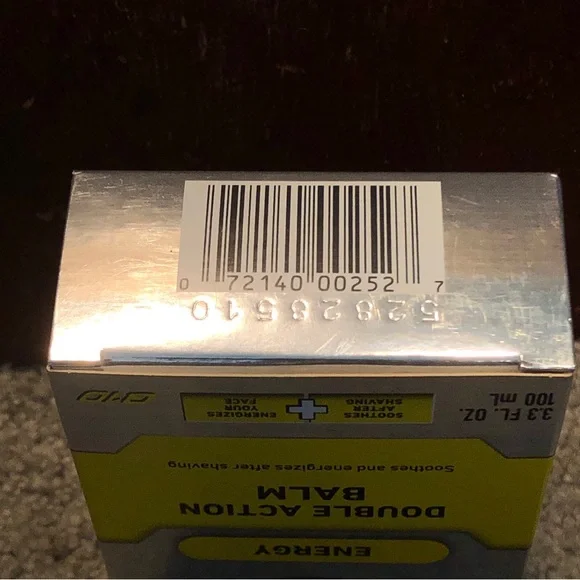 0 72140 00252 7
ENERGY
DOUBLE ACTION
BALM
Soothes and energizes after shaving
3.3 FL. OZ.
100 mL
SOOTHES
AFTER
SHAVING
ENERGIZES
YOUR
FACE